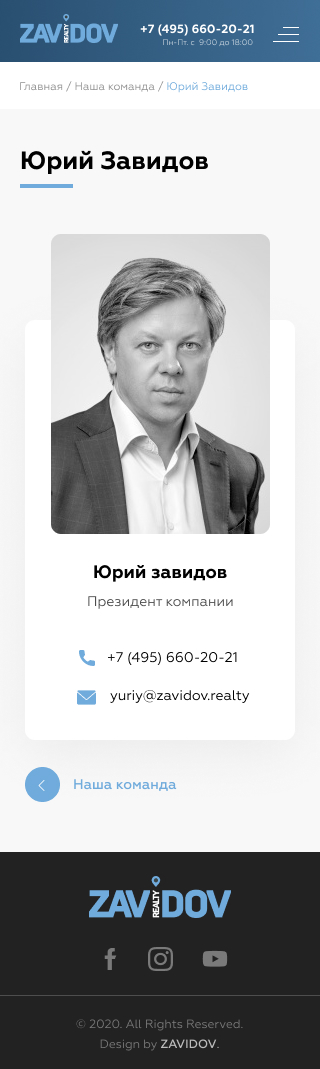 ZAVIDOV
REALTY
+7 (495) 660-20-21
Пн-Пт. с 9:00 до 18:00
Главная / Наша команда / Юрий Завидов
Юрий Завидов
Юрий завидов
Президент компании
+7 (495) 660-20-21
yuriy@zavidov.realty
Наша команда
ZAVIDOV
REALTY
© 2020. All Rights Reserved.
Design by ZAVIDOV.